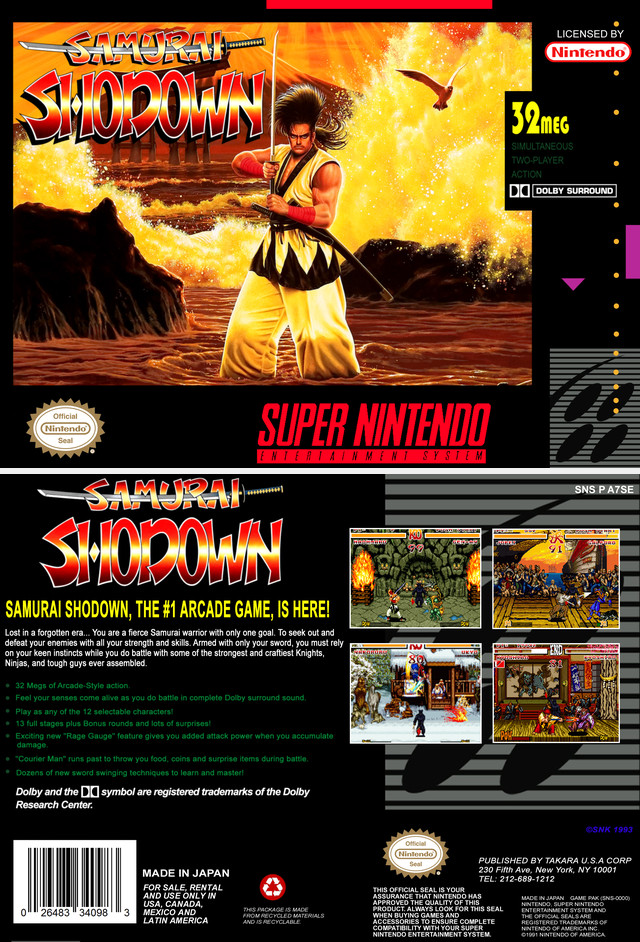 SAMURAI
SHODOWN
LICENSED BY
Nintendo
32MEG
SIMULTANEOUS
TWO-PLAYER
ACTION
DOLBY SURROUND
Official
Nintendo
Seal
SUPER NINTENDO
ENTERTAINMENT SYSTEM
SAMURAI
SHODOWN
SNS P A7SE
SAMURAI SHODOWN, THE #1 ARCADE GAME, IS HERE!
Lost in a forgotten era... You are a fierce Samurai warrior with only one goal. To seek out and
defeat your enemies with all your strength and skills. Armed with only your sword, you must rely
on your keen instincts while you do battle with some of the strongest and craftiest Knights,
Ninjas, and tough guys ever assembled.
32 Megs of Arcade-Style action.
Feel your senses come alive as you do battle in complete Dolby surround sound.
Play as any of the 12 selectable characters!
13 full stages plus Bonus rounds and lots of surprises!
Exciting new "Rage Gauge" feature gives you added attack power when you accumulate
damage.
"Courier Man" runs past to throw you food, coins and surprise items during battle.
Dozens of new sword swinging techniques to learn and master!
Dolby and the symbol are registered trademarks of the Dolby
Research Center.
©SNK 1993
0 26483 34098 3
MADE IN JAPAN
FOR SALE, RENTAL
AND USE ONLY IN
USA, CANADA,
MEXICO AND
LATIN AMERICA
THIS PACKAGE IS MADE
FROM RECYCLED MATERIALS
AND IS RECYCLABLE.
Official
Nintendo
Seal
THIS OFFICIAL SEAL IS YOUR
ASSURANCE THAT NINTENDO HAS
APPROVED THE QUALITY OF THIS
PRODUCT. ALWAYS LOOK FOR THIS SEAL
WHEN BUYING GAMES AND
ACCESSORIES TO ENSURE COMPLETE
COMPATIBILITY WITH YOUR SUPER
NINTENDO ENTERTAINMENT SYSTEM.
PUBLISHED BY TAKARA U.S.A CORP
230 Fifth Ave, New York, NY 10001
TEL: 212-689-1212
MADE IN JAPAN GAME PAK (SNS-0000)
NINTENDO, SUPER NINTENDO
ENTERTAINMENT SYSTEM AND
THE OFFICIAL SEALS ARE
REGISTERED TRADEMARKS OF
NINTENDO OF AMERICA INC.
©1991 NINTENDO OF AMERICA.